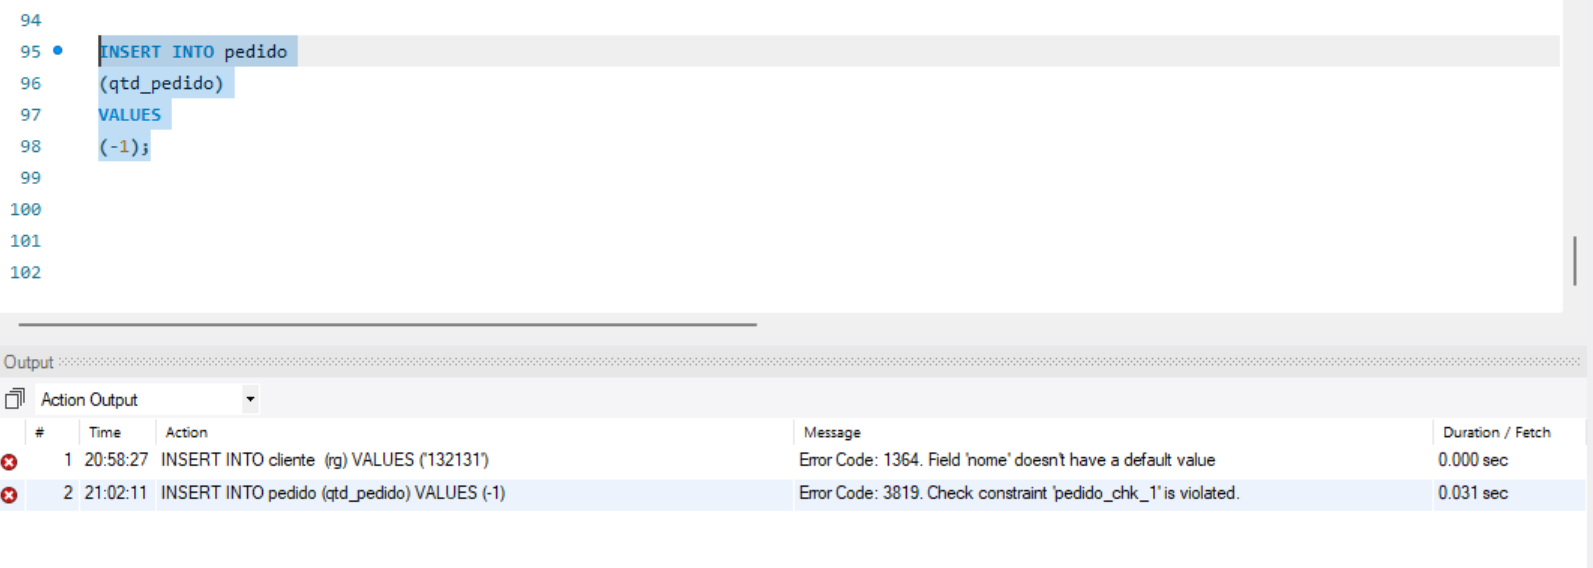 94
95 INSERT INTO pedido
96 (qtd_pedido)
97 VALUES
98 (-1);
99
100
101
102
Output
Action Output
# Time Action Message Duration / Fetch
1 20:58:27 INSERT INTO cliente (rg) VALUES ('132131') Error Code: 1364. Field 'nome' doesn't have a default value 0.000 sec
2 21:02:11 INSERT INTO pedido (qtd_pedido) VALUES (-1) Error Code: 3819. Check constraint 'pedido_chk_1' is violated. 0.031 sec